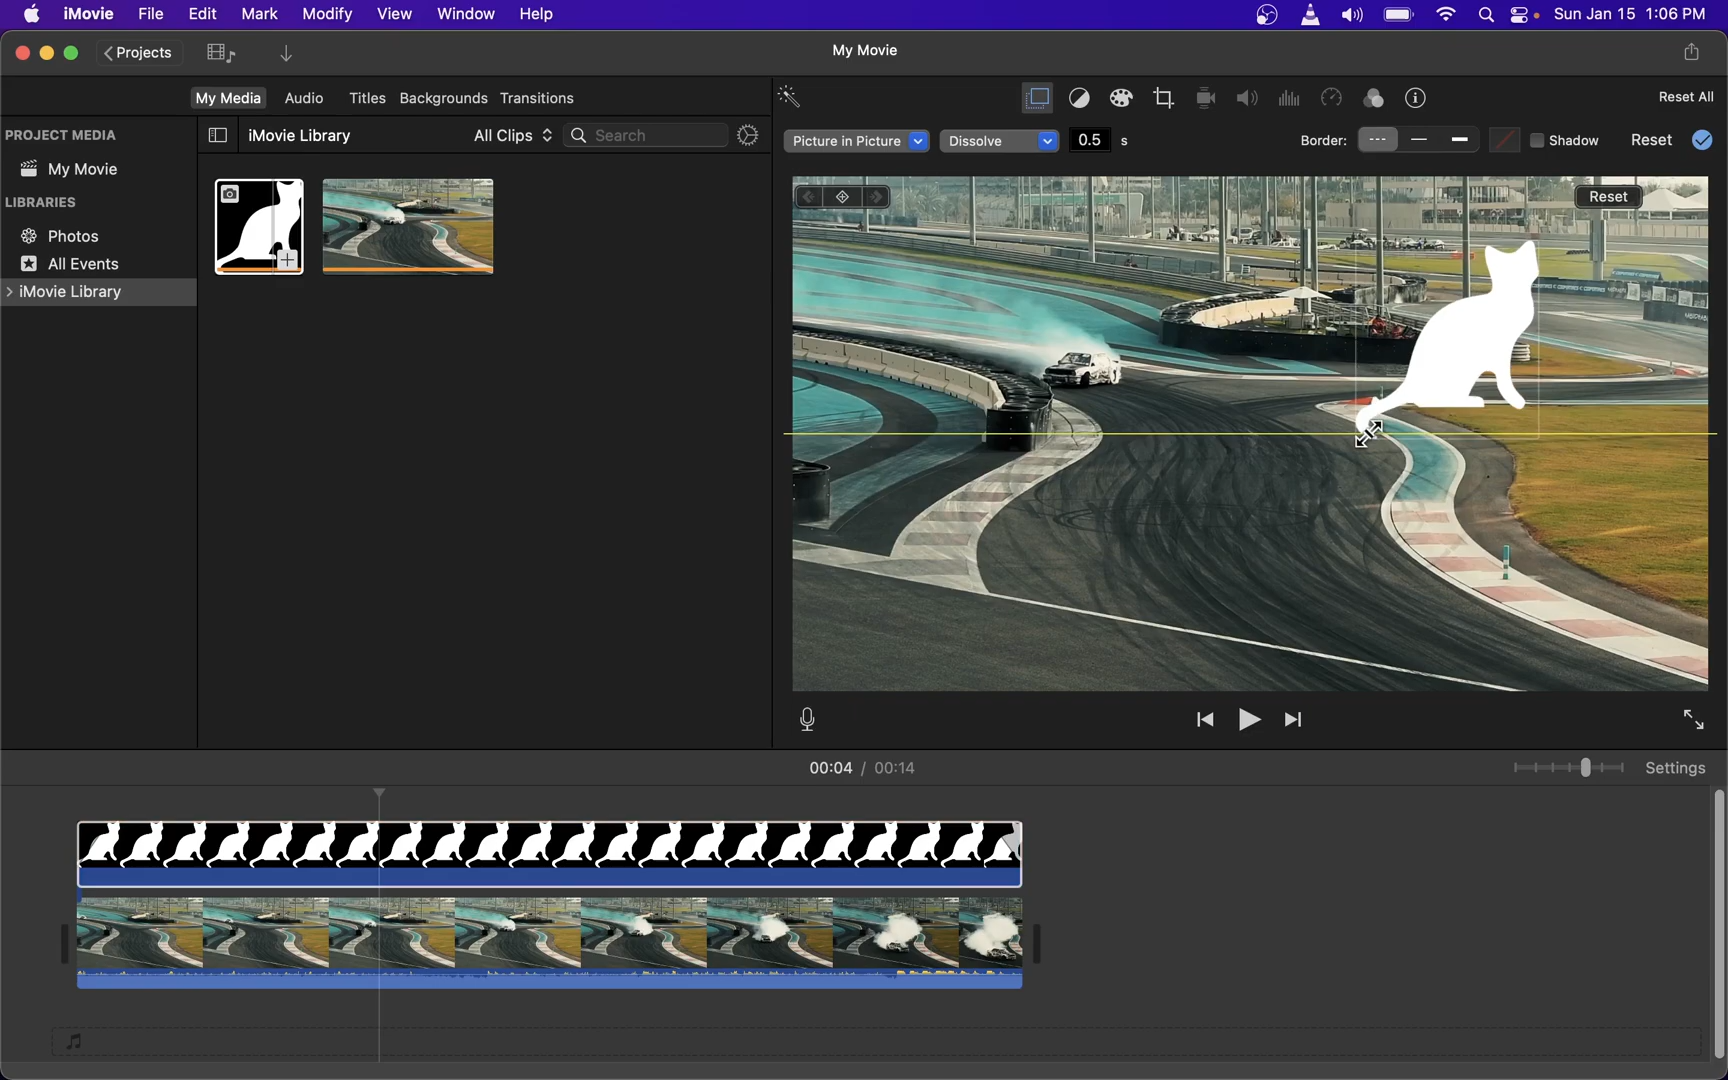 iMovie File Edit Mark Modify View Window Help Sun Jan 15 1:06 PM
Projects My Movie
My Media Audio Titles Backgrounds Transitions Reset All
PROJECT MEDIA iMovie Library All Clips Search Picture in Picture Dissolve 0.5 s Border: Shadow Reset
My Movie
LIBRARIES Reset
Photos
All Events
iMovie Library
00:04 / 00:14 Settings